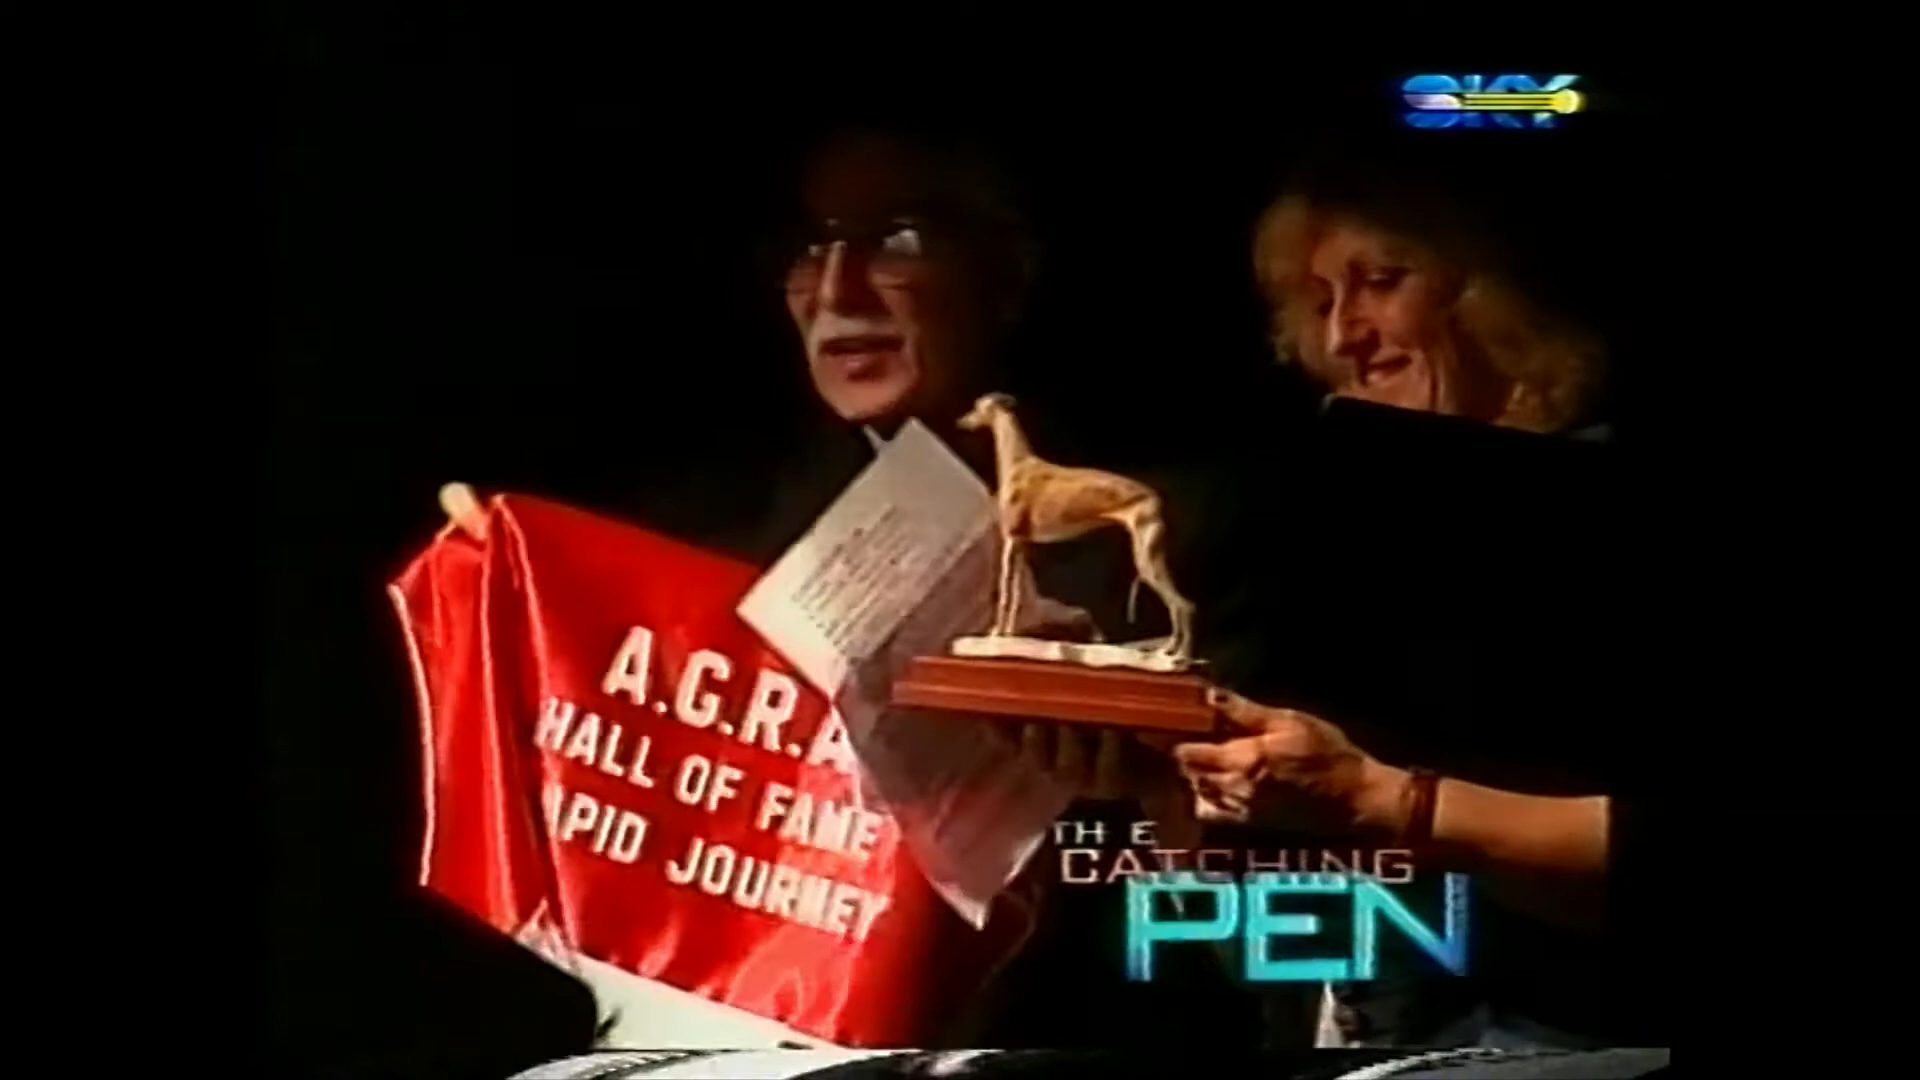 SKY
A.G.R.A
HALL OF FAME
APID JOURNEY
THE
CATCHING
PEN